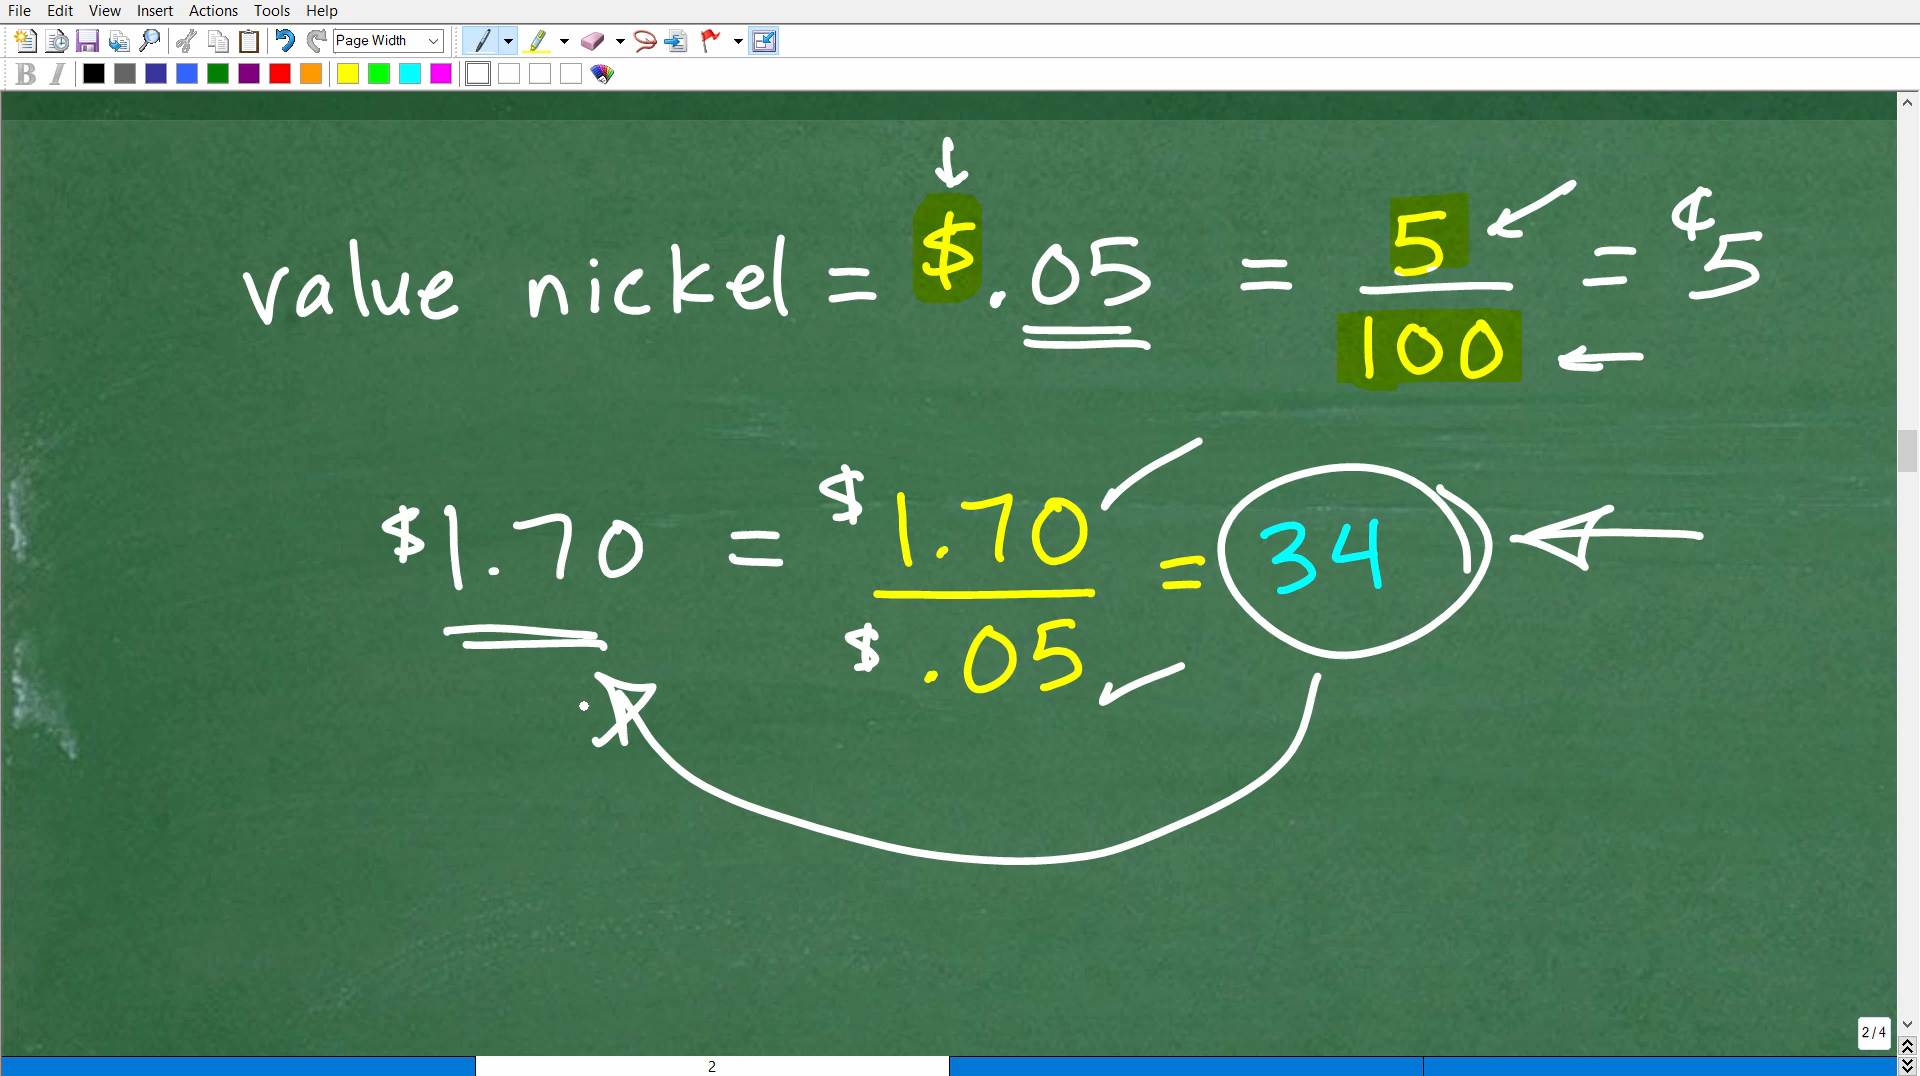 File Edit View Insert Actions Tools Help
Page Width
B I
value nickel = $.05 = 5/100 = ¢5
$1.70 = $1.70/$.05 = 34
2 / 4
2